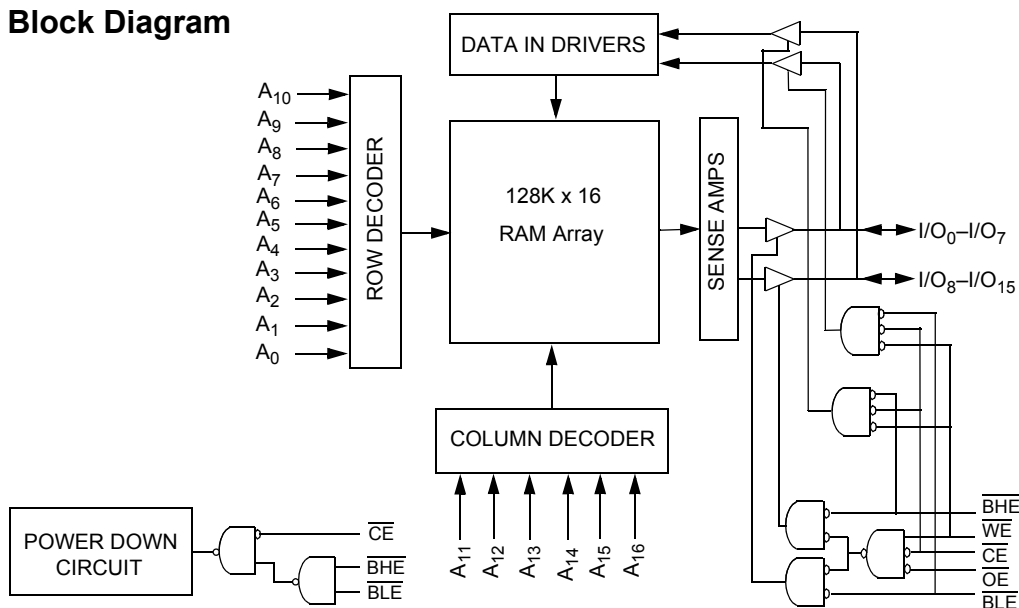 Block Diagram
DATA IN DRIVERS
A10
A9
A8
A7
A6
A5
A4
A3
A2
A1
A0
ROW DECODER
128K x 16
RAM Array
SENSE AMPS
I/O0–I/O7
I/O8–I/O15
COLUMN DECODER
A11
A12
A13
A14
A15
A16
POWER DOWN
CIRCUIT
CE
BHE
BLE
BHE
WE
CE
OE
BLE